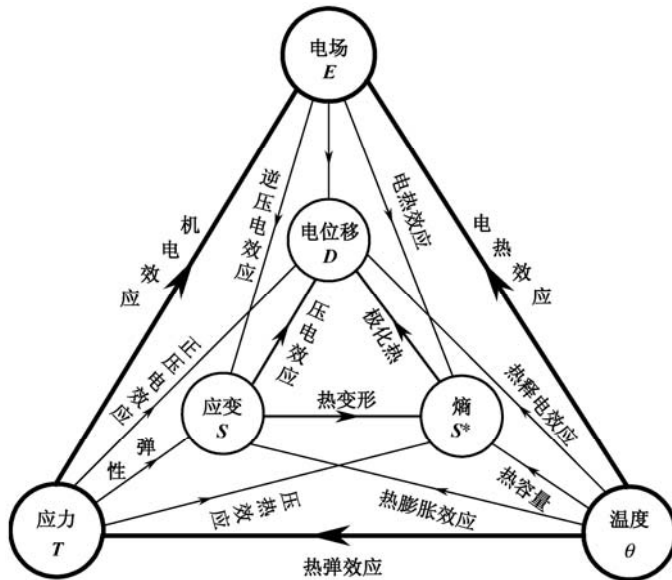 电场
E
机电效应
逆压电效应
电热效应
电热效应
电位移
D
正压电效应
压电效应
极化热
热释电效应
应变
S
热变形
熵
S*
弹性
热容量
应力
T
压热效应
热膨胀效应
温度
θ
热弹效应